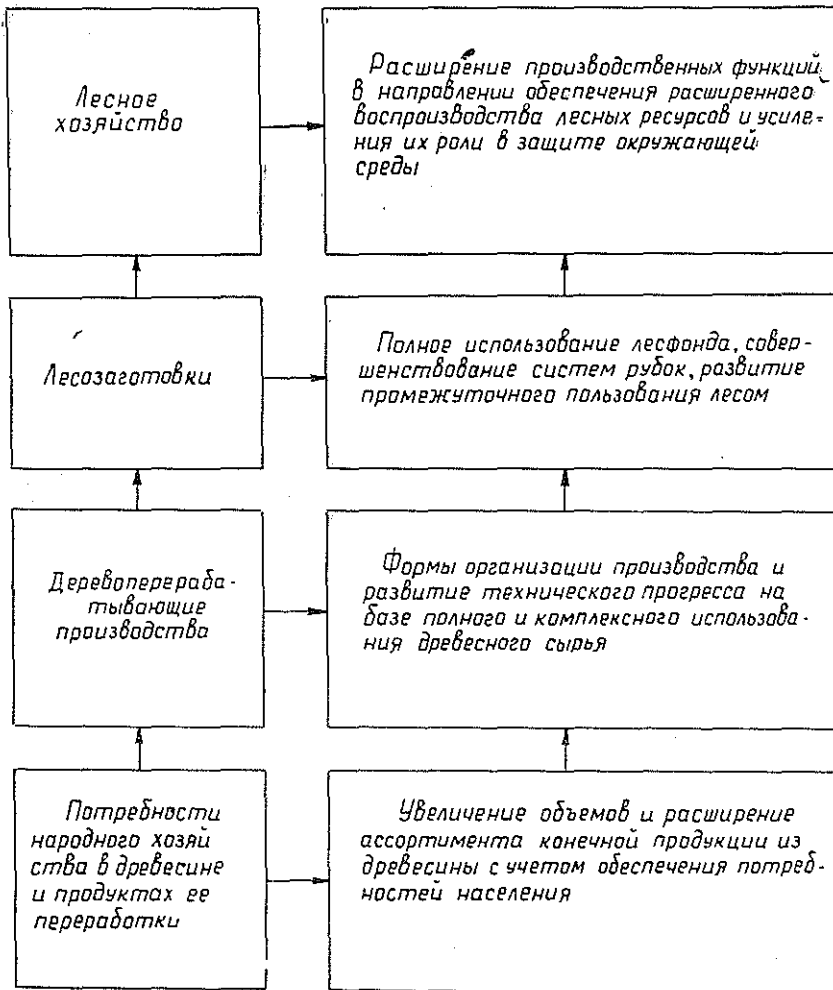 Лесное
хозяйство
Расширение производственных функций
в направлении обеспечения расширенного
воспроизводства лесных ресурсов и усиле-
ния их роли в защите окружающей
среды
Лесозаготовки
Полное использование лесфонда, совер-
шенствование систем рубок, развитие
промежуточного пользования лесом
Деревоперераба-
тывающие
производства
Формы организации производства и
развитие технического прогресса на
базе полного и комплексного использова-
ния древесного сырья
Потребности
народного хозяй
ства в древесине
и продуктах ее
переработки
Увеличение объемов и расширение
ассортимента конечной продукции из
древесины с учетом обеспечения потреб-
ностей населения